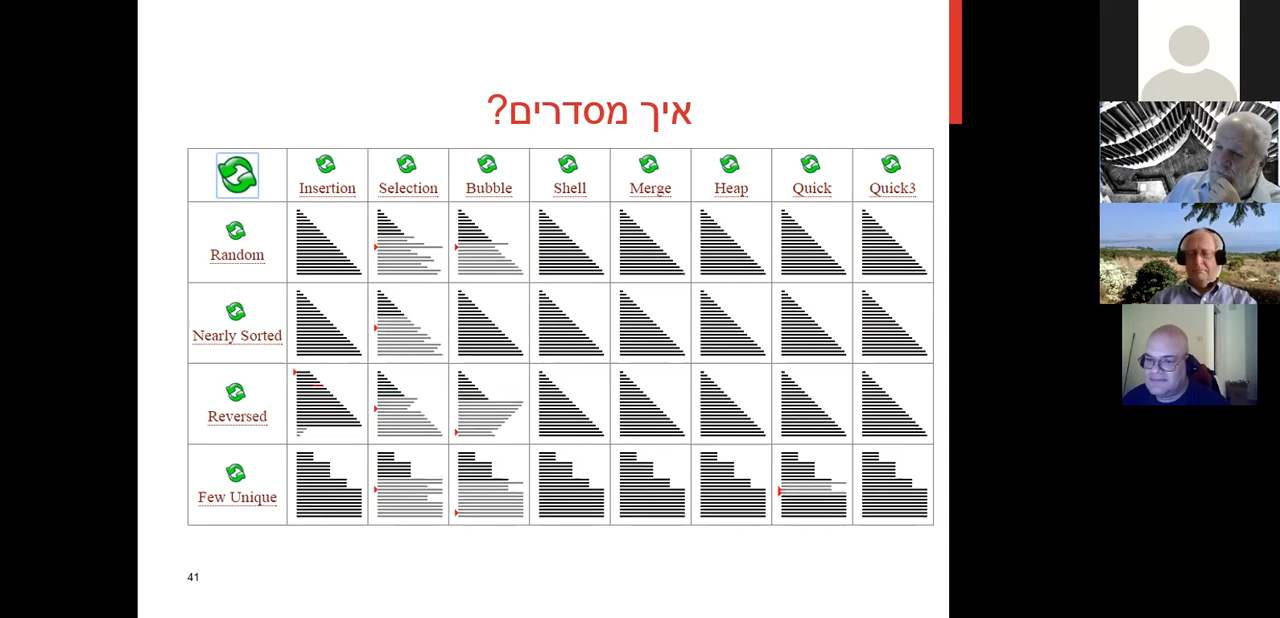 איך מסדרים?
Insertion Selection Bubble Shell Merge Heap Quick Quick3
Random
Nearly Sorted
Reversed
Few Unique
41